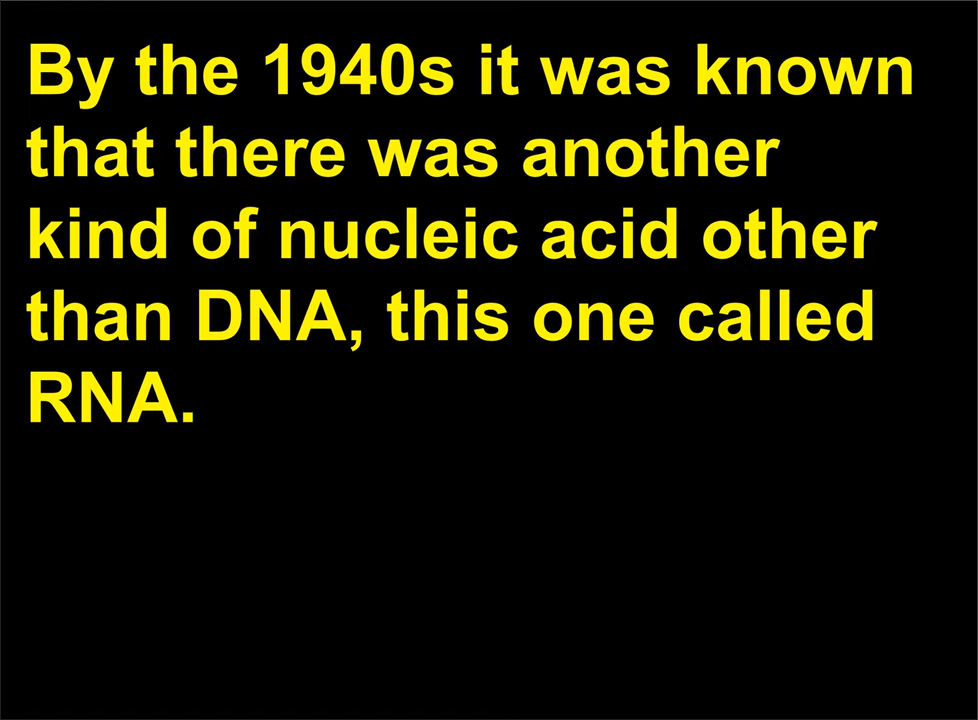 By the 1940s it was known
that there was another
kind of nucleic acid other
than DNA, this one called
RNA.